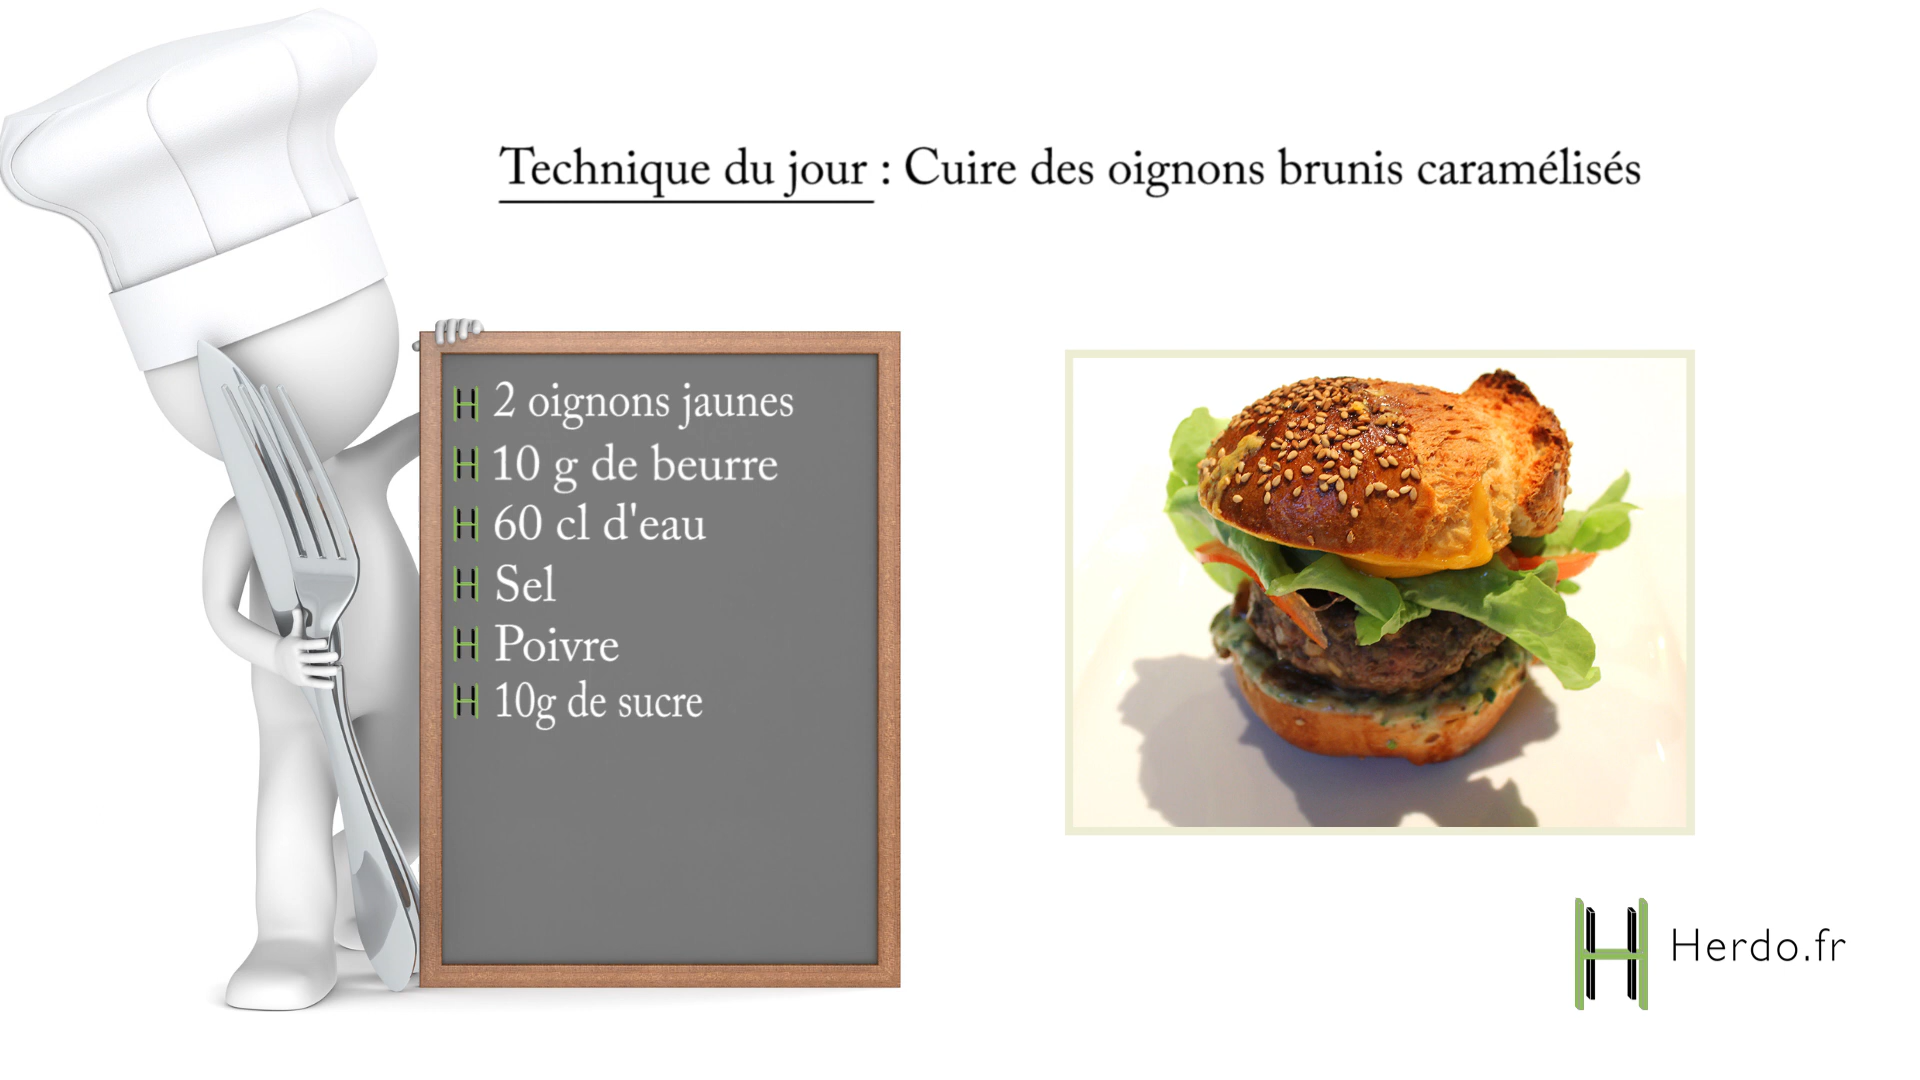 Technique du jour : Cuire des oignons brunis caramélisés
2 oignons jaunes
10 g de beurre
60 cl d'eau
Sel
Poivre
10g de sucre
Herdo.fr